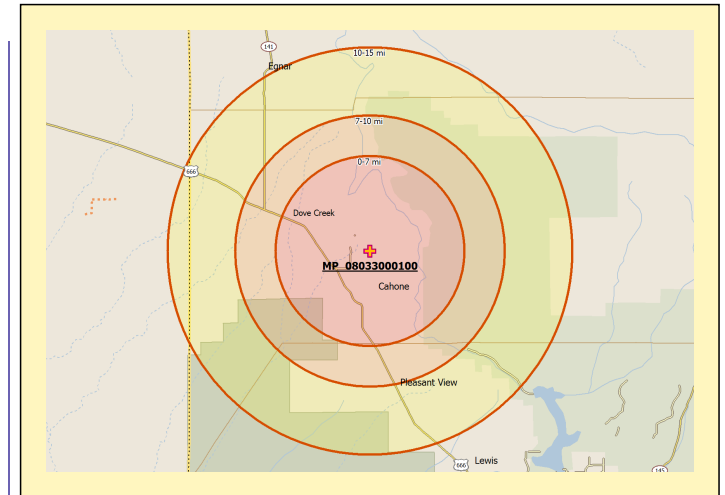 141
10-15 mi
Egnar
7-10 mi
0-7 mi
666
Dove Creek
MP_08033000100
Cahone
Pleasant View
Lewis
666
145